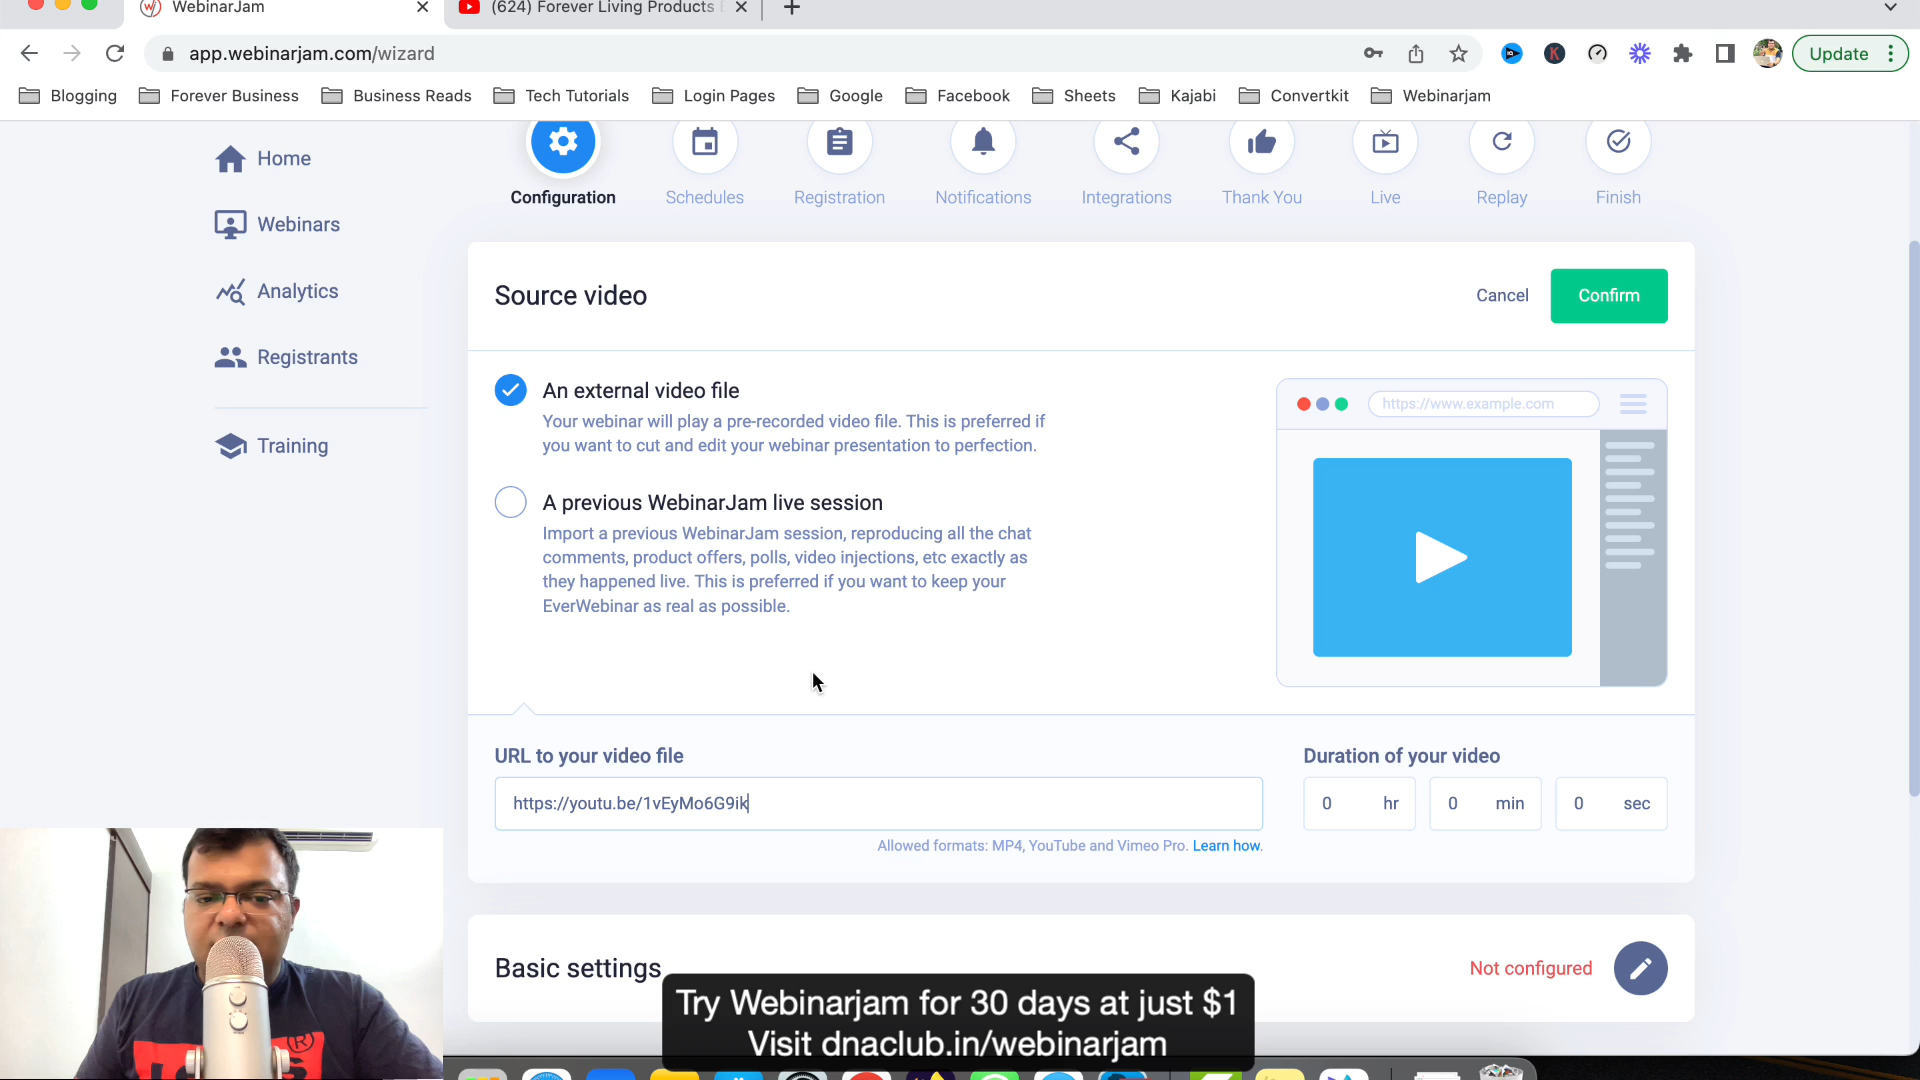 WebinarJam
(624) Forever Living Products
app.webinarjam.com/wizard
Update
Blogging
Forever Business
Business Reads
Tech Tutorials
Login Pages
Google
Facebook
Sheets
Kajabi
Convertkit
Webinarjam
Home
Webinars
Analytics
Registrants
Training
Configuration
Schedules
Registration
Notifications
Integrations
Thank You
Live
Replay
Finish
Source video
Cancel
Confirm
An external video file
Your webinar will play a pre-recorded video file. This is preferred if
you want to cut and edit your webinar presentation to perfection.
A previous WebinarJam live session
Import a previous WebinarJam session, reproducing all the chat
comments, product offers, polls, video injections, etc exactly as
they happened live. This is preferred if you want to keep your
EverWebinar as real as possible.
https://www.example.com
URL to your video file
https://youtu.be/1vEyMo6G9ik
Allowed formats: MP4, YouTube and Vimeo Pro. Learn how.
Duration of your video
0 hr
0 min
0 sec
Basic settings
Not configured
Try Webinarjam for 30 days at just $1
Visit dnaclub.in/webinarjam